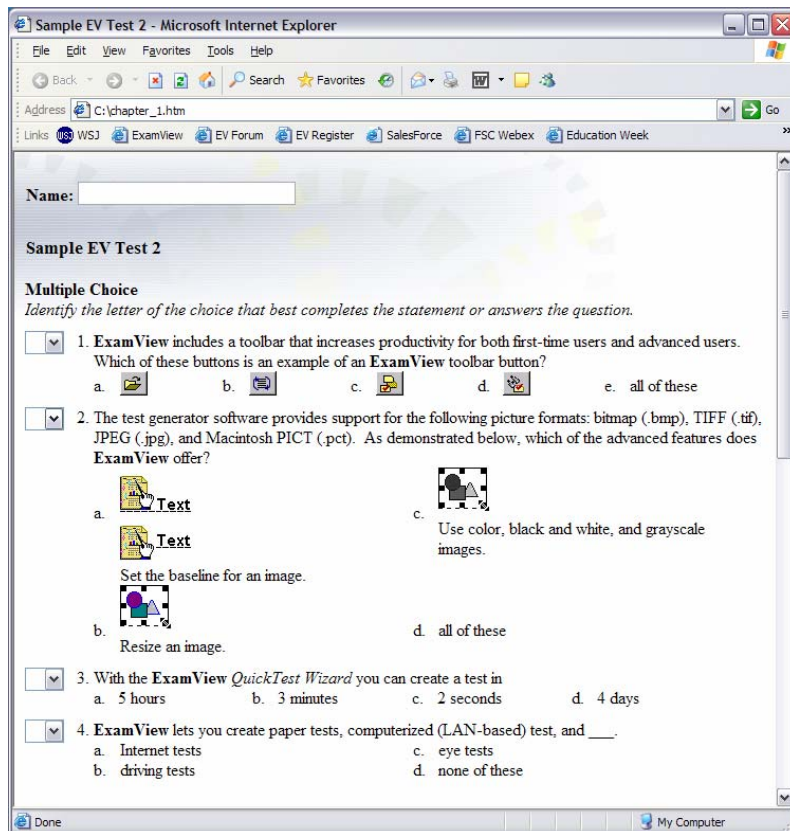 Sample EV Test 2 - Microsoft Internet Explorer
File Edit View Favorites Tools Help
Back Search Favorites
Address C:\chapter_1.htm Go
Links WSJ WSJ ExamView EV Forum EV Register SalesForce FSC Webex Education Week »
Name:
Sample EV Test 2
Multiple Choice
Identify the letter of the choice that best completes the statement or answers the question.
1. ExamView includes a toolbar that increases productivity for both first-time users and advanced users.
Which of these buttons is an example of an ExamView toolbar button?
a. b. c. d. e. all of these
2. The test generator software provides support for the following picture formats: bitmap (.bmp), TIFF (.tif),
JPEG (.jpg), and Macintosh PICT (.pct). As demonstrated below, which of the advanced features does
ExamView offer?
a. Text
Text
Set the baseline for an image.
c.
Use color, black and white, and grayscale
images.
b.
Resize an image.
d. all of these
3. With the ExamView QuickTest Wizard you can create a test in
a. 5 hours b. 3 minutes c. 2 seconds d. 4 days
4. ExamView lets you create paper tests, computerized (LAN-based) test, and ___.
a. Internet tests c. eye tests
b. driving tests d. none of these
Done My Computer